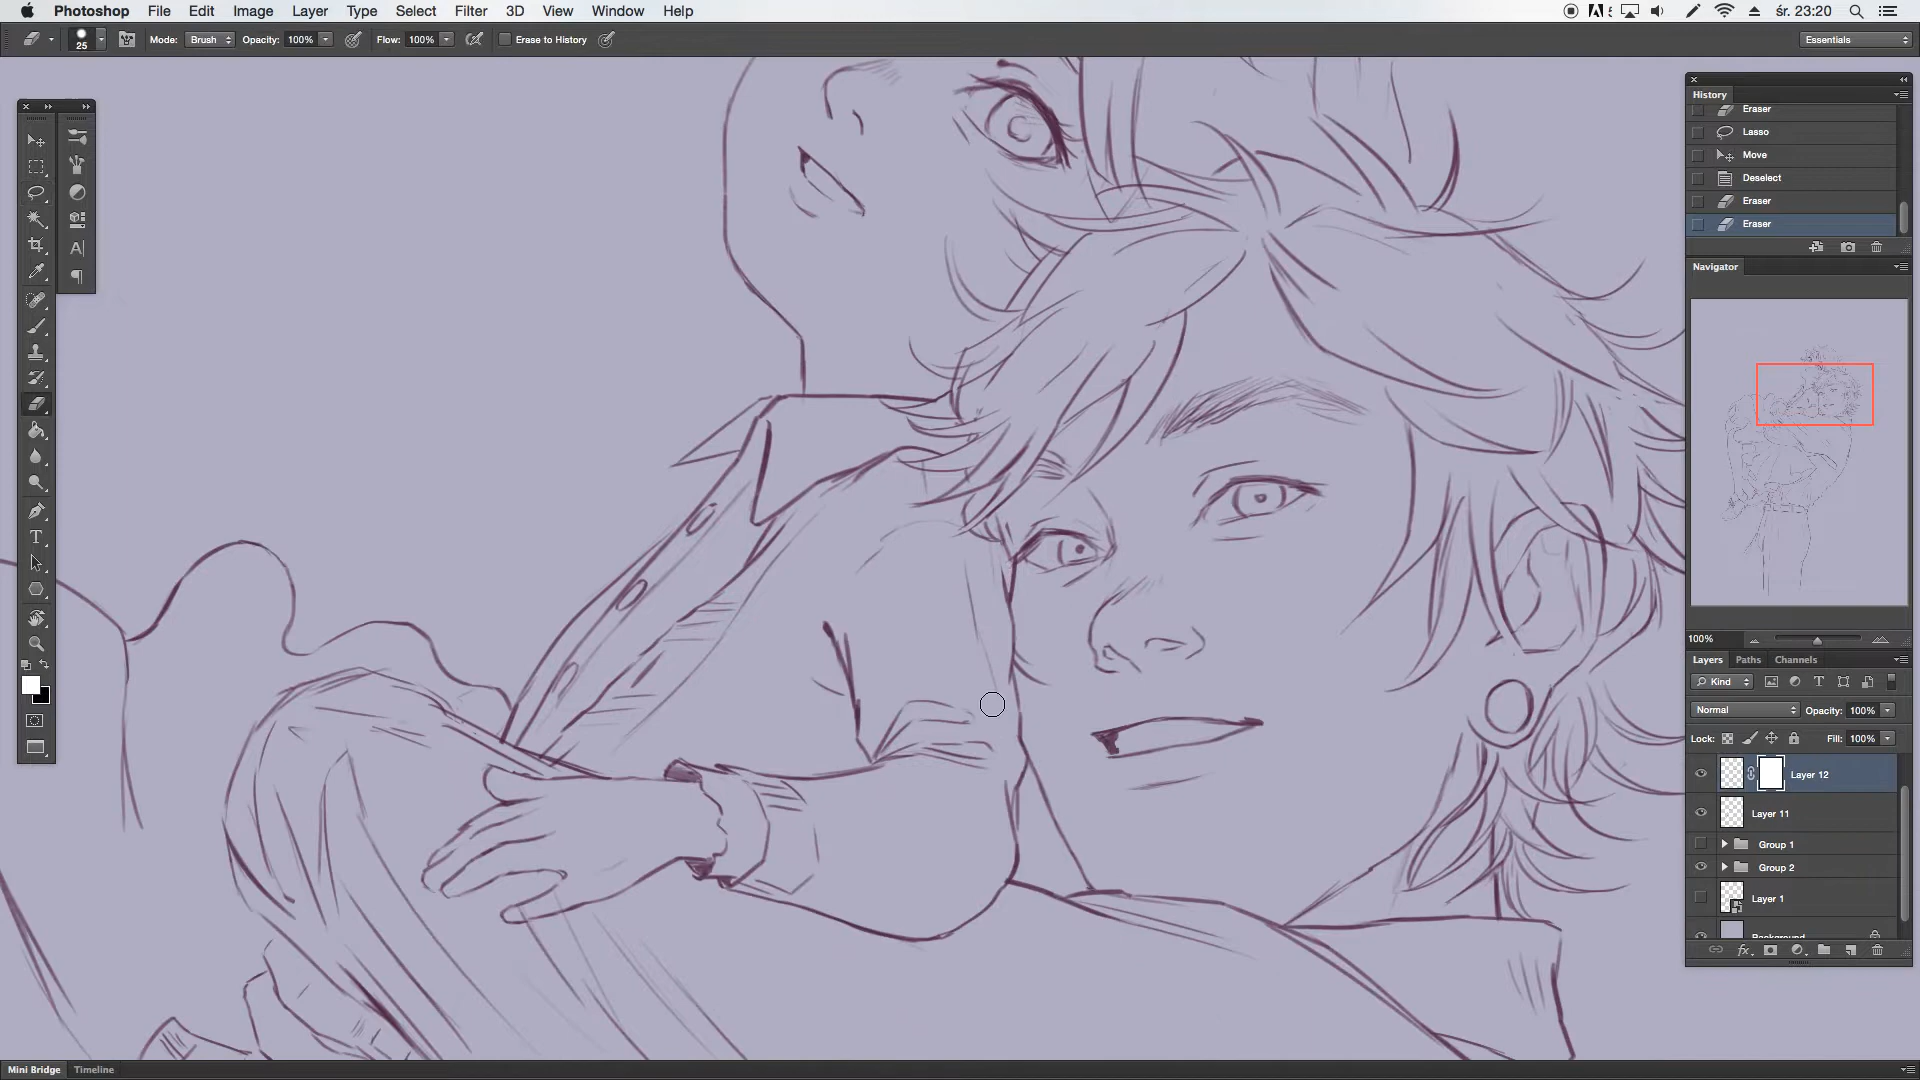 Photoshop File Edit Image Layer Type Select Filter 3D View Window Help śr. 23:20
25 Mode: Brush Opacity: 100% Flow: 100% Erase to History Essentials
History
Eraser
Lasso
Move
Deselect
Eraser
Eraser
Navigator
100%
Layers Paths Channels
Kind
Normal Opacity: 100%
Lock: Fill: 100%
Layer 12
Layer 11
Group 1
Group 2
Layer 1
Background
Mini Bridge Timeline